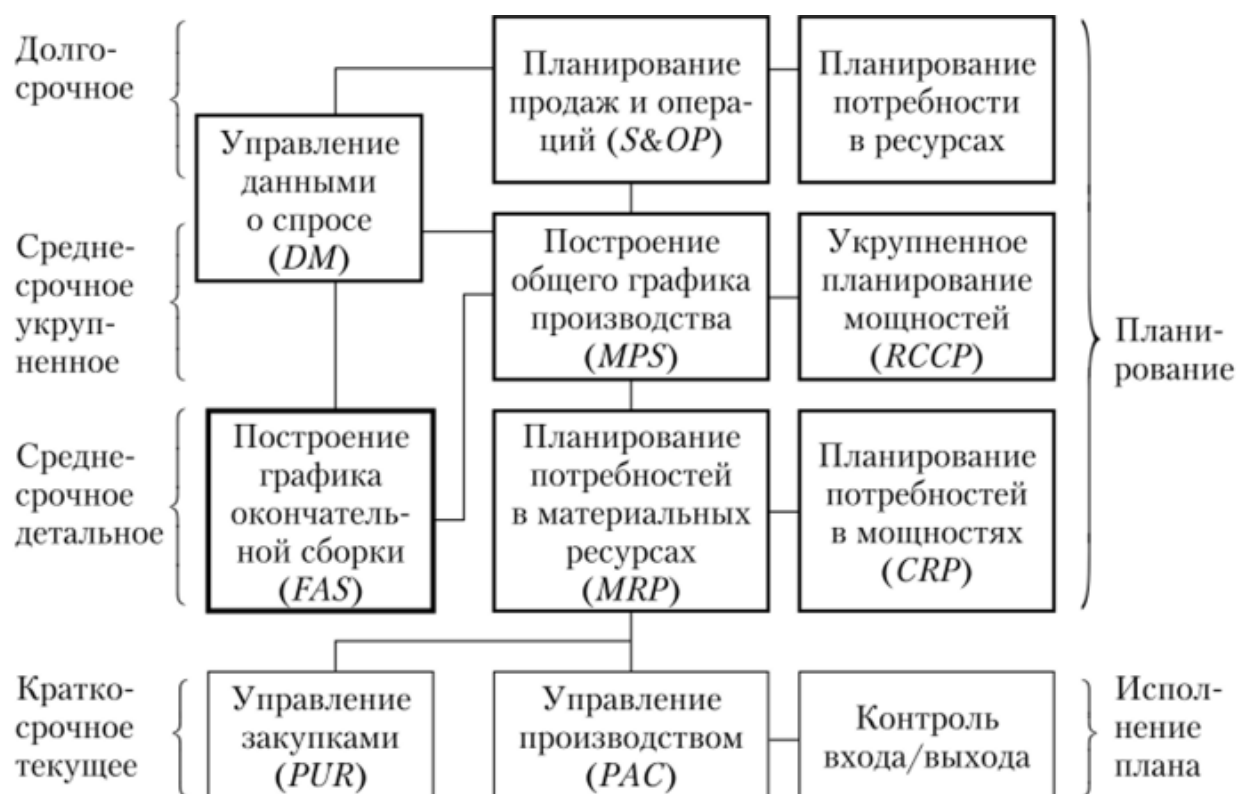 Долго-
срочное
Планирование
продаж и опера-
ций (S&OP)
Планирование
потребности
в ресурсах
Управление
данными
о спросе
(DM)
Средне-
срочное
укруп-
ненное
Построение
общего графика
производства
(MPS)
Укрупненное
планирование
мощностей
(RCCP)
Плани-
рование
Средне-
срочное
детальное
Построение
графика
окончатель-
ной сборки
(FAS)
Планирование
потребностей
в материальных
ресурсах
(MRP)
Планирование
потребностей
в мощностях
(CRP)
Кратко-
срочное
текущее
Управление
закупками
(PUR)
Управление
производством
(PAC)
Контроль
входа/выхода
Испол-
нение
плана